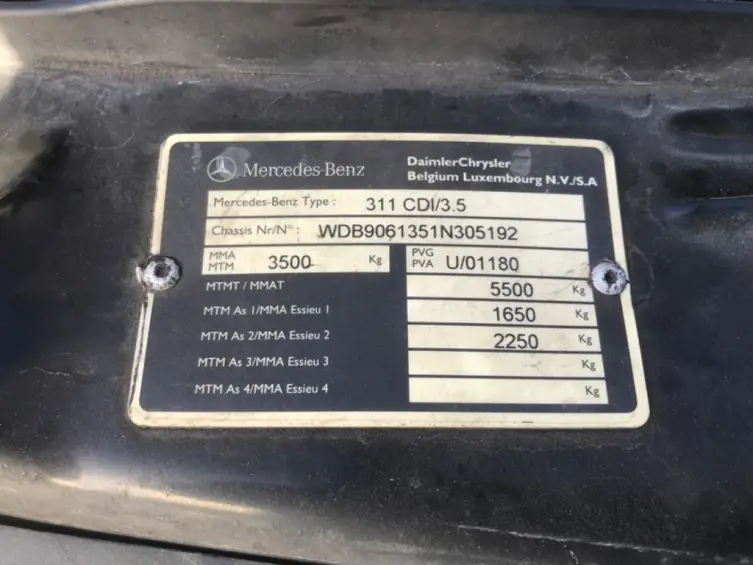 Mercedes-Benz
DaimlerChrysler
Belgium Luxembourg N.V./S.A
Mercedes-Benz Type : 311 CDI/3.5
Chassis Nr/N° : WDB9061351N305192
MMA
MTM 3500 Kg
PVG
PVA U/01180
MTMT / MMAT 5500 Kg
MTM As 1/MMA Essieu 1 1650 Kg
MTM As 2/MMA Essieu 2 2250 Kg
MTM As 3/MMA Essieu 3 Kg
MTM As 4/MMA Essieu 4 Kg